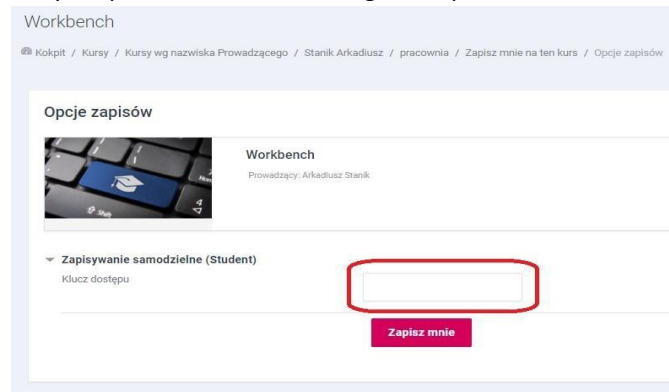 Workbench
Kokpit / Kursy / Kursy wg nazwiska Prowadzącego / Stanik Arkadiusz / pracownia / Zapisz mnie na ten kurs / Opcje zapisów
Opcje zapisów
Workbench
Prowadzący: Arkadiusz Stanik
Shift
Zapisywanie samodzielne (Student)
Klucz dostępu
Zapisz mnie